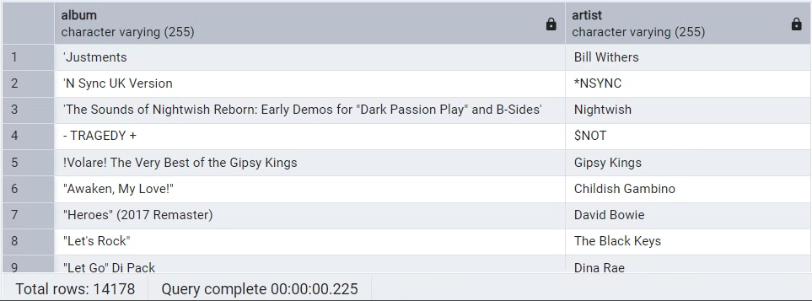 album artist
character varying (255) character varying (255)
1 'Justments Bill Withers
2 'N Sync UK Version *NSYNC
3 'The Sounds of Nightwish Reborn: Early Demos for "Dark Passion Play" and B-Sides' Nightwish
4 - TRAGEDY + $NOT
5 !Volare! The Very Best of the Gipsy Kings Gipsy Kings
6 "Awaken, My Love!" Childish Gambino
7 "Heroes" (2017 Remaster) David Bowie
8 "Let's Rock" The Black Keys
9 "Let Go" Di Pack Dina Rae
Total rows: 14178 Query complete 00:00:00.225